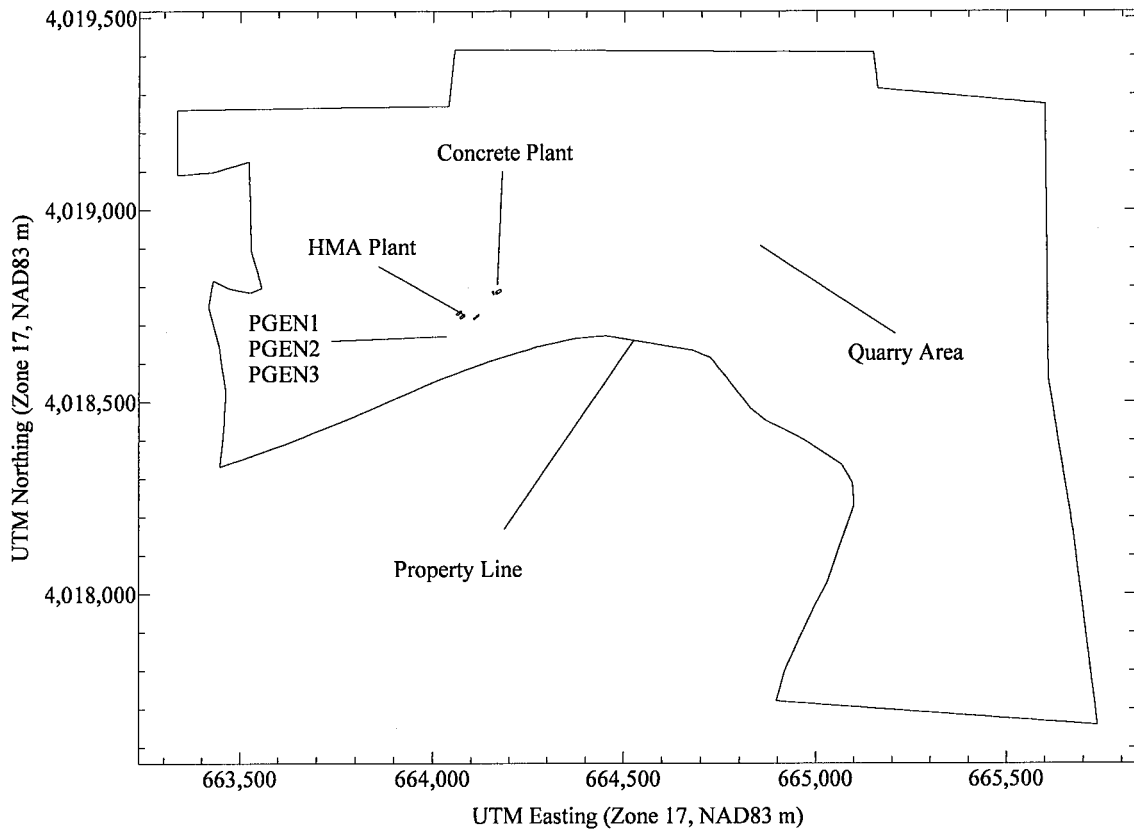 4,019,500
Concrete Plant
4,019,000
HMA Plant
PGEN1
PGEN2
PGEN3
Quarry Area
4,018,500
Property Line
4,018,000
UTM Northing (Zone 17, NAD83 m)
663,500
664,000
664,500
665,000
665,500
UTM Easting (Zone 17, NAD83 m)